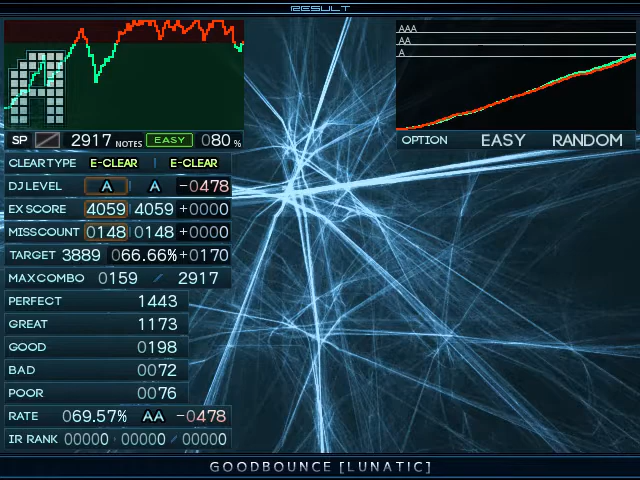 RESULT
AAA
AA
A
SP 2917 NOTES EASY 080 %
OPTION EASY RANDOM
CLEARTYPE E-CLEAR | E-CLEAR
DJ LEVEL A | A -0478
EX SCORE 4059 | 4059 +0000
MISSCOUNT 0148 | 0148 +0000
TARGET 3889 066.66% +0170
MAXCOMBO 0159 / 2917
PERFECT 1443
GREAT 1173
GOOD 0198
BAD 0072
POOR 0076
RATE 069.57% AA -0478
IR RANK 00000 | 00000 / 00000
GOODBOUNCE [LUNATIC]